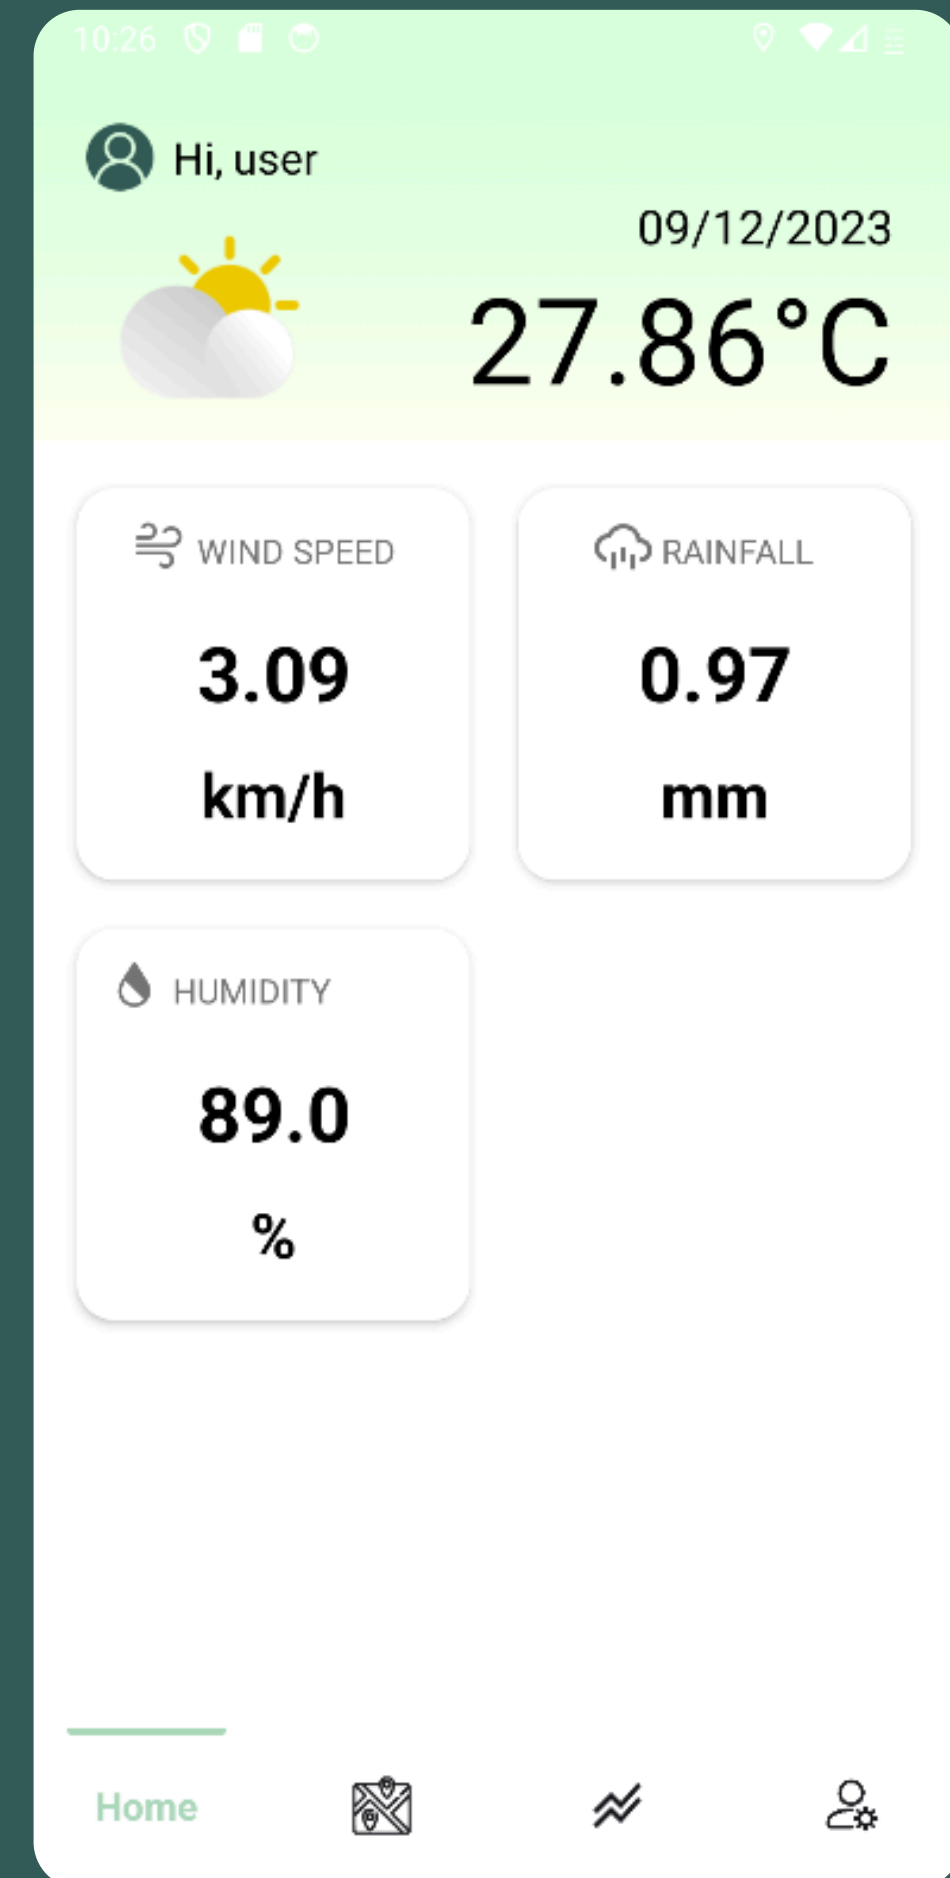 10:26
Hi, user
09/12/2023
27.86°C
WIND SPEED
3.09
km/h
RAINFALL
0.97
mm
HUMIDITY
89.0
%
Home